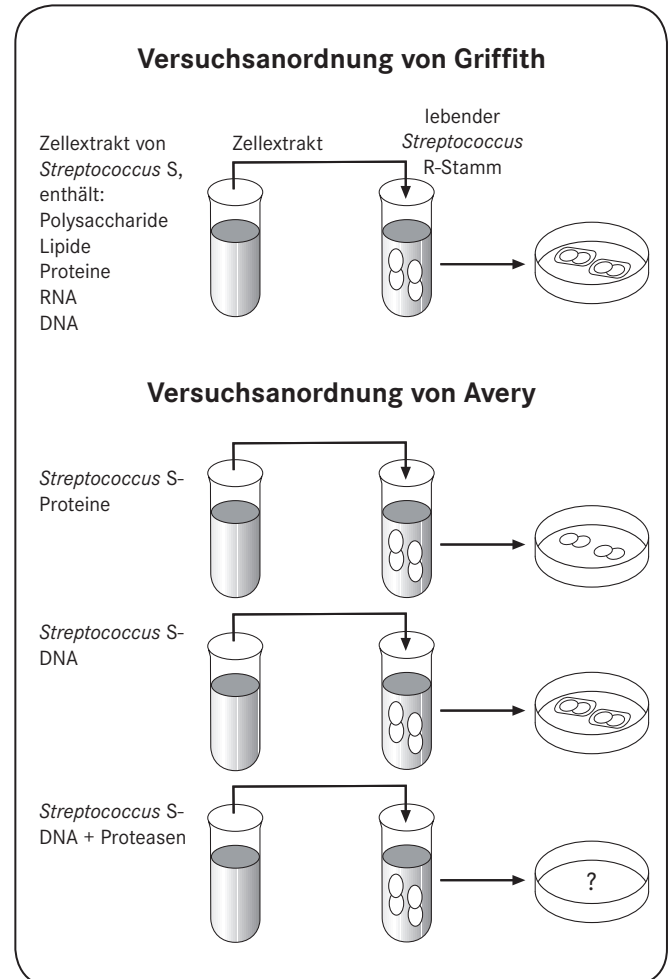 Versuchsanordnung von Griffith
Zellextrakt von
Streptococcus S,
enthält:
Polysaccharide
Lipide
Proteine
RNA
DNA
Zellextrakt
lebender
Streptococcus
R-Stamm
Versuchsanordnung von Avery
Streptococcus S-
Proteine
Streptococcus S-
DNA
Streptococcus S-
DNA + Proteasen
?